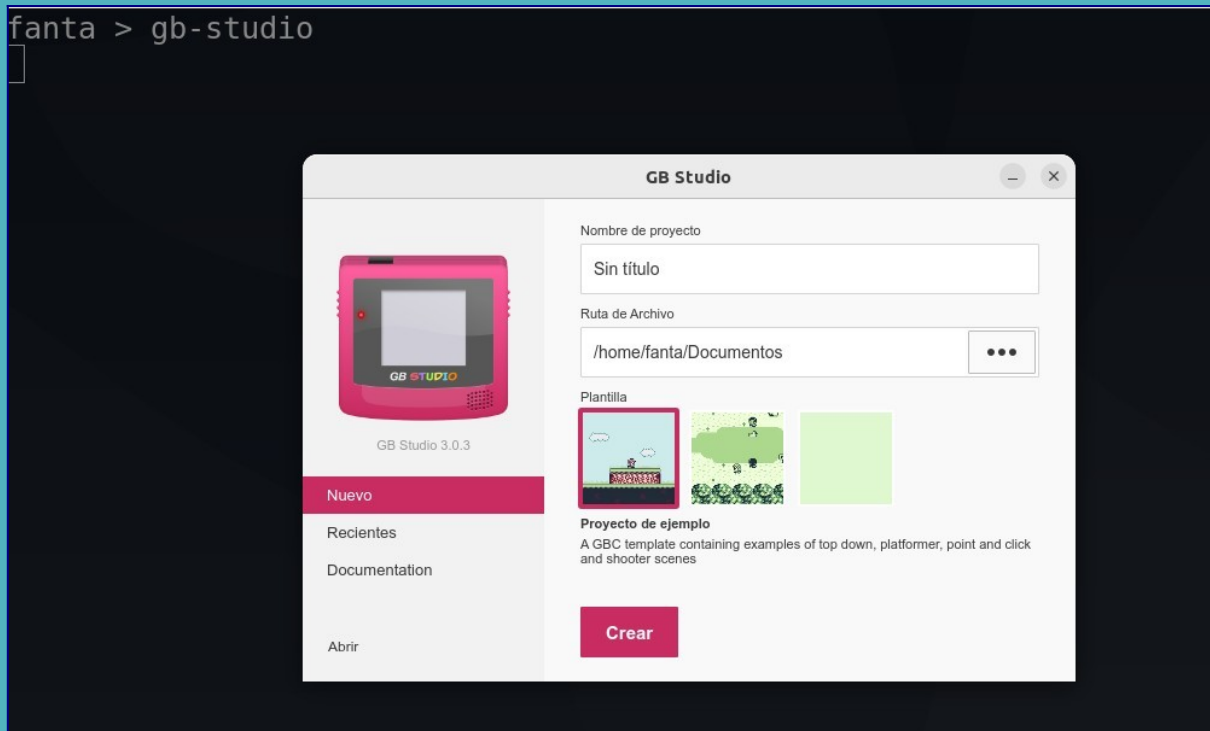 fanta > gb-studio
GB Studio
Nombre de proyecto
Sin título
Ruta de Archivo
/home/fanta/Documentos
GB STUDIO
Plantilla
GB Studio 3.0.3
Nuevo
Recientes
Documentation
Abrir
Proyecto de ejemplo
A GBC template containing examples of top down, platformer, point and click
and shooter scenes
Crear